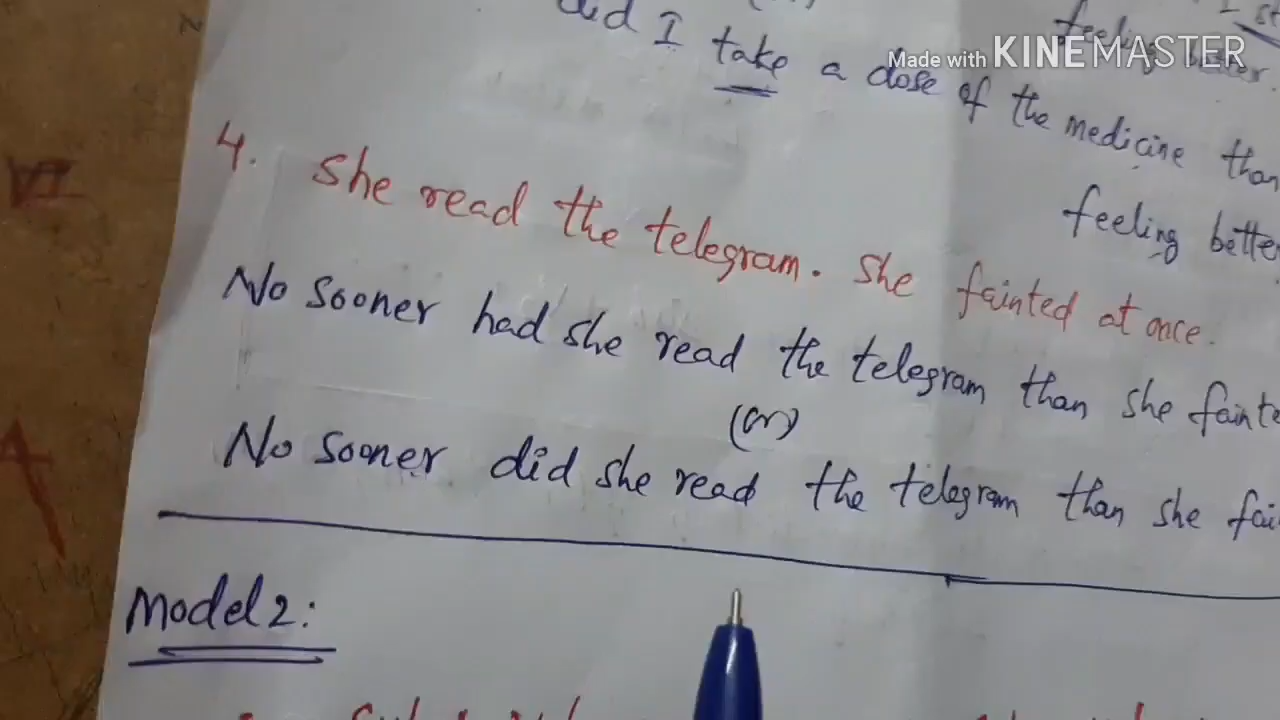 did I take a dose of the medicine than
feeling better.
Made with KINEMASTER
feeling
4. She read the telegram. She fainted at once.
No sooner had she read the telegram than she
(or)
No sooner did she read the telegram than she
Model 2: